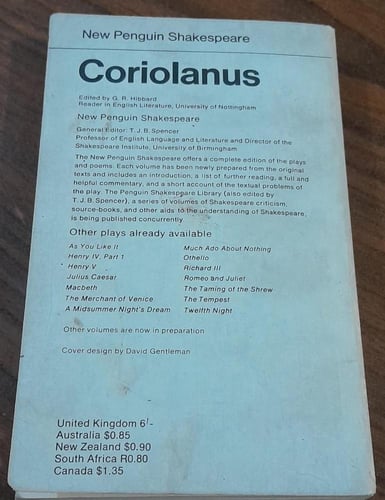 New Penguin Shakespeare
Coriolanus
Edited by G. R. Hibbard
Reader in English Literature, University of Nottingham
New Penguin Shakespeare
General Editor: T. J. B. Spencer
Professor of English Language and Literature and Director of the
Shakespeare Institute, University of Birmingham
The New Penguin Shakespeare offers a complete edition of the plays
and poems. Each volume has been newly prepared from the original
texts and includes an introduction, a list of further reading, a full and
helpful commentary, and a short account of the textual problems of
the play. The Penguin Shakespeare Library (also edited by
T. J. B. Spencer), a series of volumes of Shakespeare criticism,
source-books, and other aids to the understanding of Shakespeare,
is being published concurrently.
Other plays already available
As You Like It Much Ado About Nothing
Henry IV, Part 1 Othello
Henry V Richard III
Julius Caesar Romeo and Juliet
Macbeth The Taming of the Shrew
The Merchant of Venice The Tempest
A Midsummer Night's Dream Twelfth Night
Other volumes are now in preparation
Cover design by David Gentleman
United Kingdom 6/-
Australia $0.85
New Zealand $0.90
South Africa R0.80
Canada $1.35